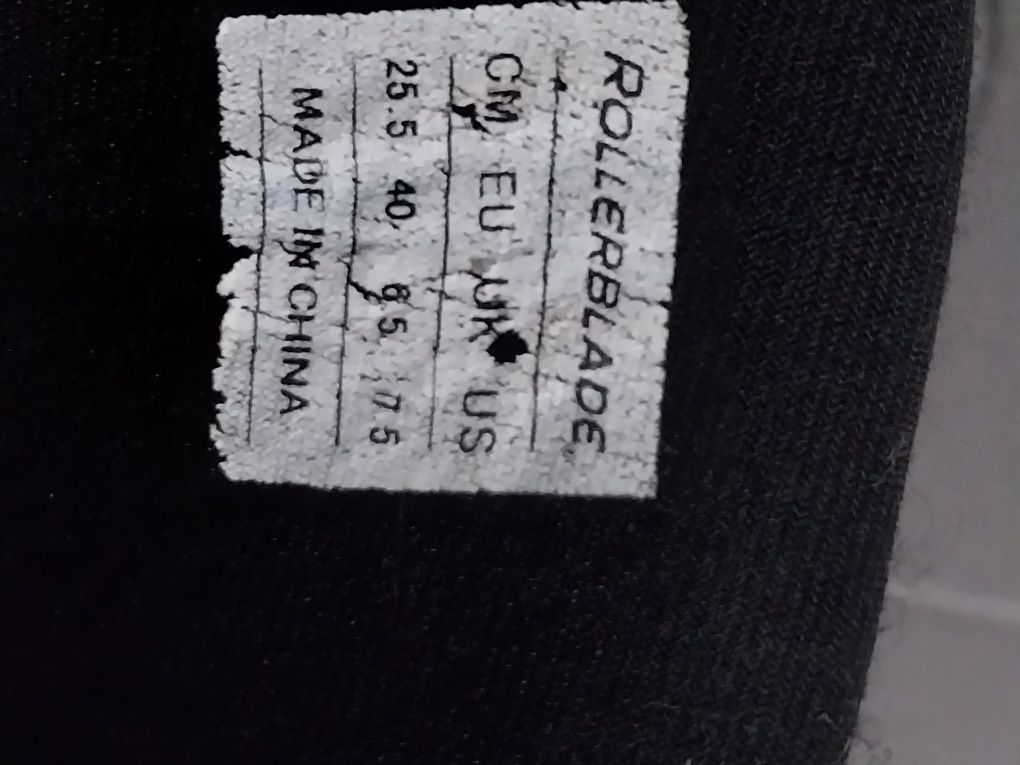 ROLLERBLADE
CM EU UK US
25.5 40 6.5 7.5
MADE IN CHINA